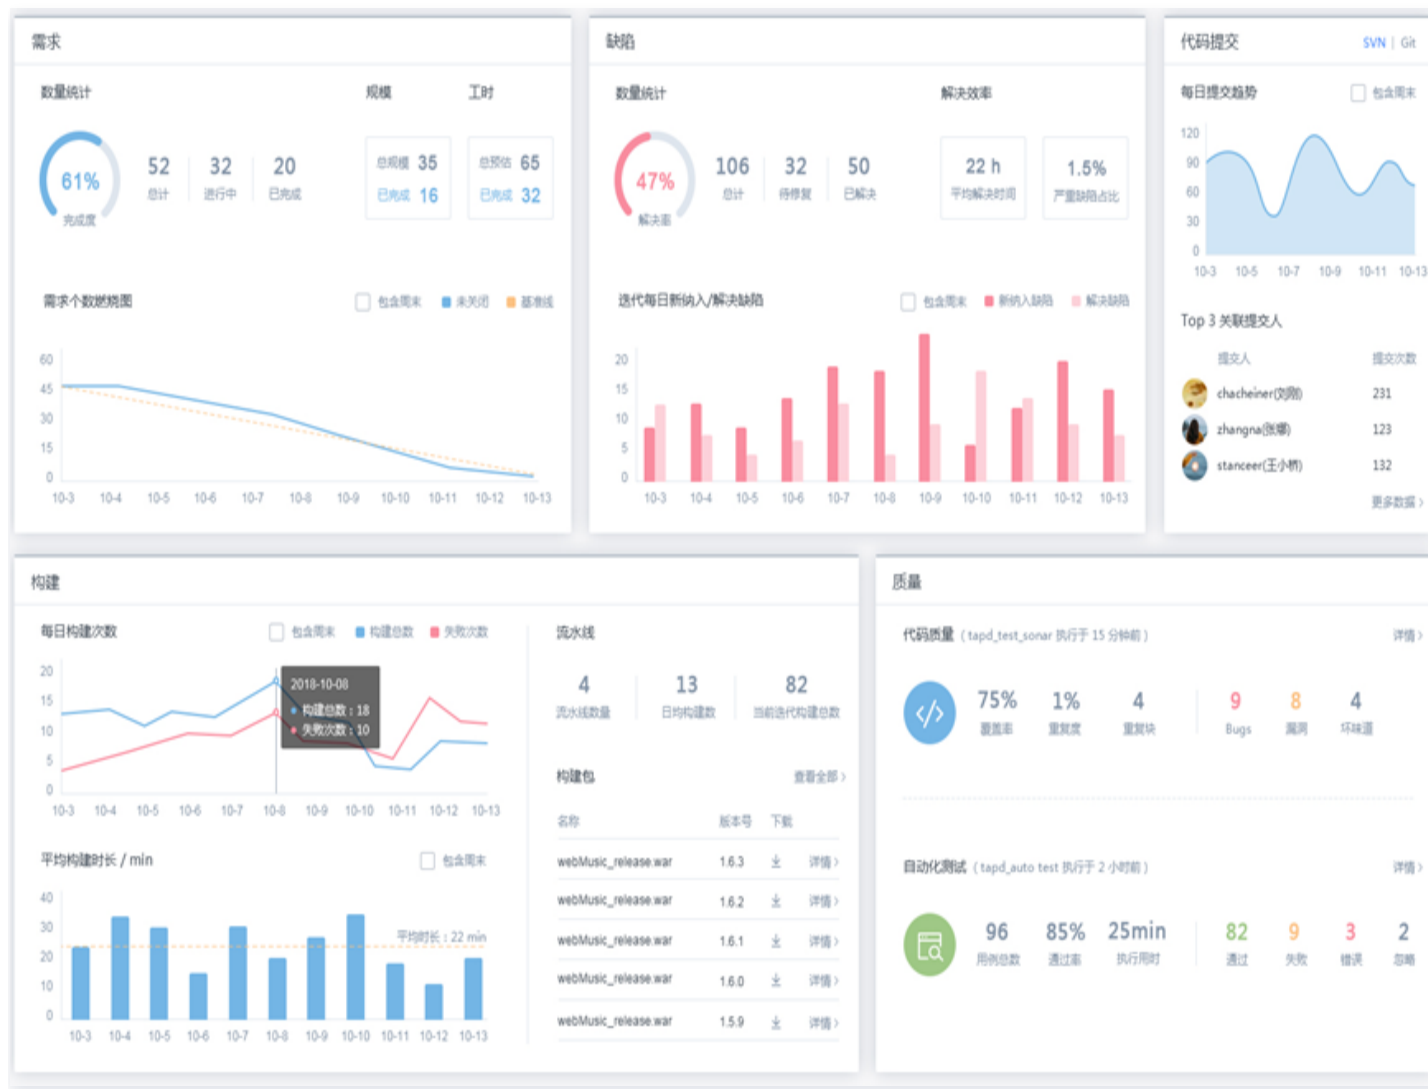 需求
数量统计
规模
工时
61%
完成度
52
总计
32
进行中
20
已完成
总规模 35
已完成 16
总预估 65
已完成 32
需求个数燃烧图
包含周末
未关闭
基准线
60
45
30
15
0
10-3 10-4 10-5 10-6 10-7 10-8 10-9 10-10 10-11 10-12 10-13
缺陷
数量统计
解决效率
47%
解决率
106
总计
32
待修复
50
已解决
22 h
平均解决时间
1.5%
严重缺陷占比
迭代每日新纳入/解决缺陷
包含周末
新纳入缺陷
解决缺陷
20
15
10
5
0
10-3 10-4 10-5 10-6 10-7 10-8 10-9 10-10 10-11 10-12 10-13
代码提交
SVN | Git
每日提交趋势
包含周末
120
90
60
30
0
10-3 10-5 10-7 10-9 10-11 10-13
Top 3 关联提交人
提交人 提交次数
chacheiner(刘刚) 231
zhangna(张娜) 123
stanceer(王小桥) 132
更多数据 >
构建
每日构建次数
包含周末
构建总数
失败次数
20
15
10
5
0
2018-10-08
构建总数：18
失败次数：10
10-3 10-4 10-5 10-6 10-7 10-8 10-9 10-10 10-11 10-12 10-13
平均构建时长 / min
包含周末
40
30
20
10
0
平均时长：22 min
10-3 10-4 10-5 10-6 10-7 10-8 10-9 10-10 10-11 10-12 10-13
流水线
4
流水线数量
13
日均构建数
82
当前迭代构建总数
构建包
查看全部 >
名称 版本号 下载
webMusic_release.war 1.6.3 详情 >
webMusic_release.war 1.6.2 详情 >
webMusic_release.war 1.6.1 详情 >
webMusic_release.war 1.6.0 详情 >
webMusic_release.war 1.5.9 详情 >
质量
代码质量 ( tapd_test_sonar 执行于 15 分钟前 )
详情 >
</>
75%
覆盖率
1%
重复度
4
重复块
9
Bugs
8
漏洞
4
坏味道
自动化测试 ( tapd_auto test 执行于 2 小时前 )
详情 >
96
用例总数
85%
通过率
25min
执行用时
82
通过
9
失败
3
错误
2
忽略